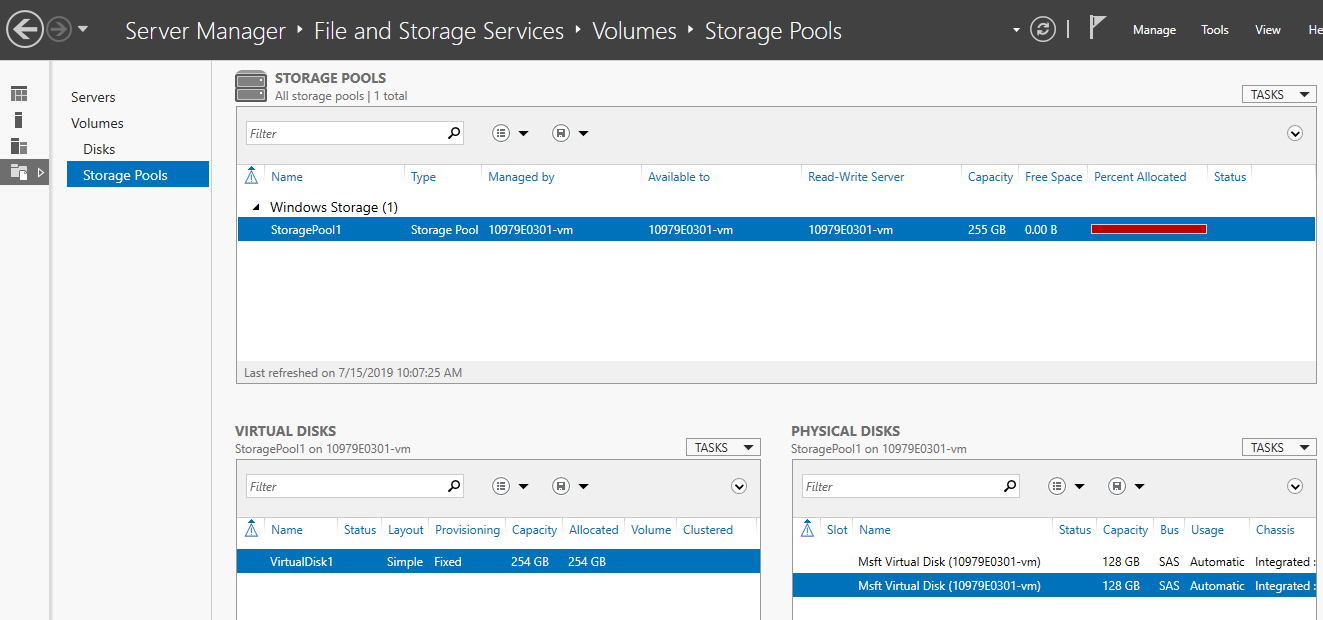 Server Manager ‣ File and Storage Services ‣ Volumes ‣ Storage Pools
Manage Tools View He
Servers
Volumes
Disks
Storage Pools
STORAGE POOLS
All storage pools | 1 total
TASKS
Filter
Name Type Managed by Available to Read-Write Server Capacity Free Space Percent Allocated Status
Windows Storage (1)
StoragePool1 Storage Pool 10979E0301-vm 10979E0301-vm 10979E0301-vm 255 GB 0.00 B
Last refreshed on 7/15/2019 10:07:25 AM
VIRTUAL DISKS
StoragePool1 on 10979E0301-vm
TASKS
Filter
Name Status Layout Provisioning Capacity Allocated Volume Clustered
VirtualDisk1 Simple Fixed 254 GB 254 GB
PHYSICAL DISKS
StoragePool1 on 10979E0301-vm
TASKS
Filter
Slot Name Status Capacity Bus Usage Chassis
Msft Virtual Disk (10979E0301-vm) 128 GB SAS Automatic Integrated :
Msft Virtual Disk (10979E0301-vm) 128 GB SAS Automatic Integrated :